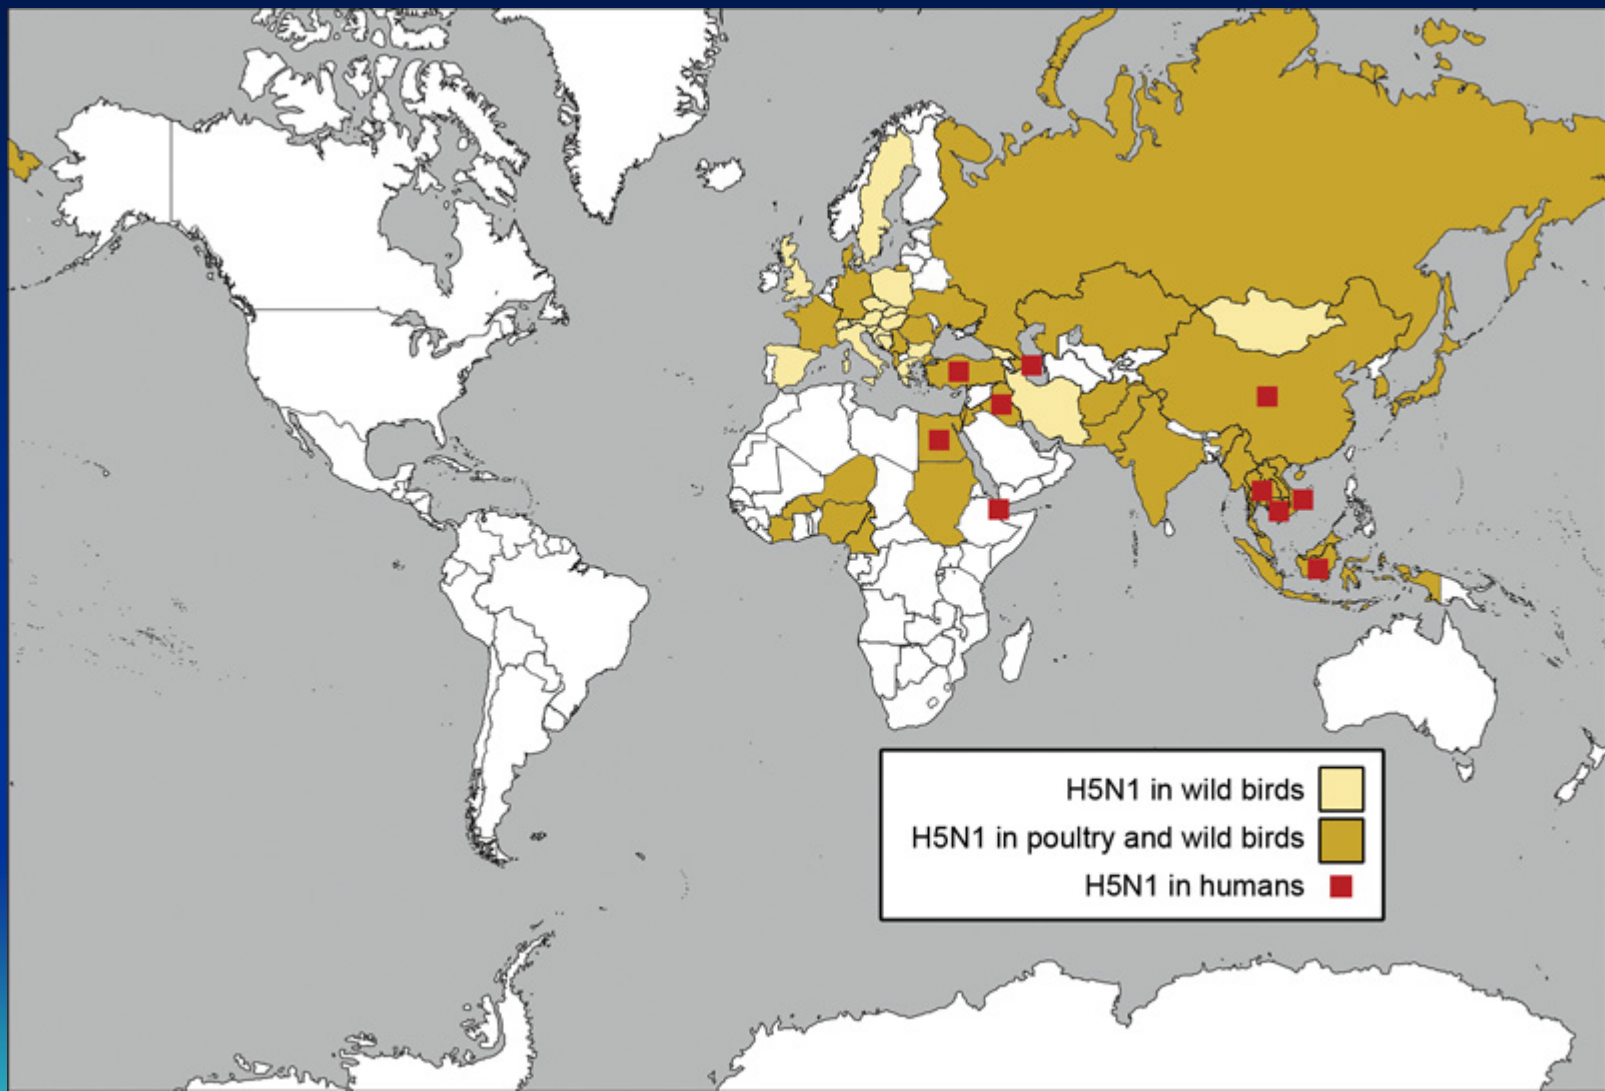 H5N1 in wild birds
H5N1 in poultry and wild birds
H5N1 in humans